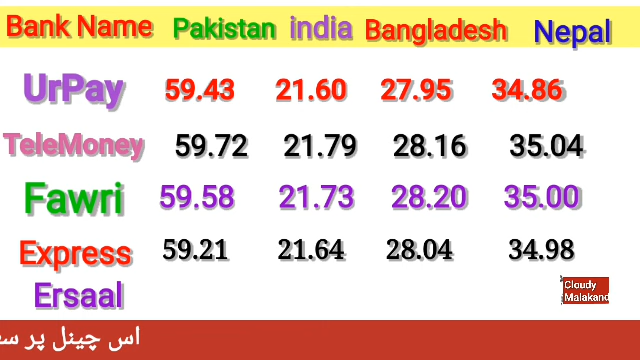 Bank Name Pakistan india Bangladesh Nepal
UrPay 59.43 21.60 27.95 34.86
TeleMoney 59.72 21.79 28.16 35.04
Fawri 59.58 21.73 28.20 35.00
Express 59.21 21.64 28.04 34.98
Ersaal
Cloudy
Malakand
اس چینل پر